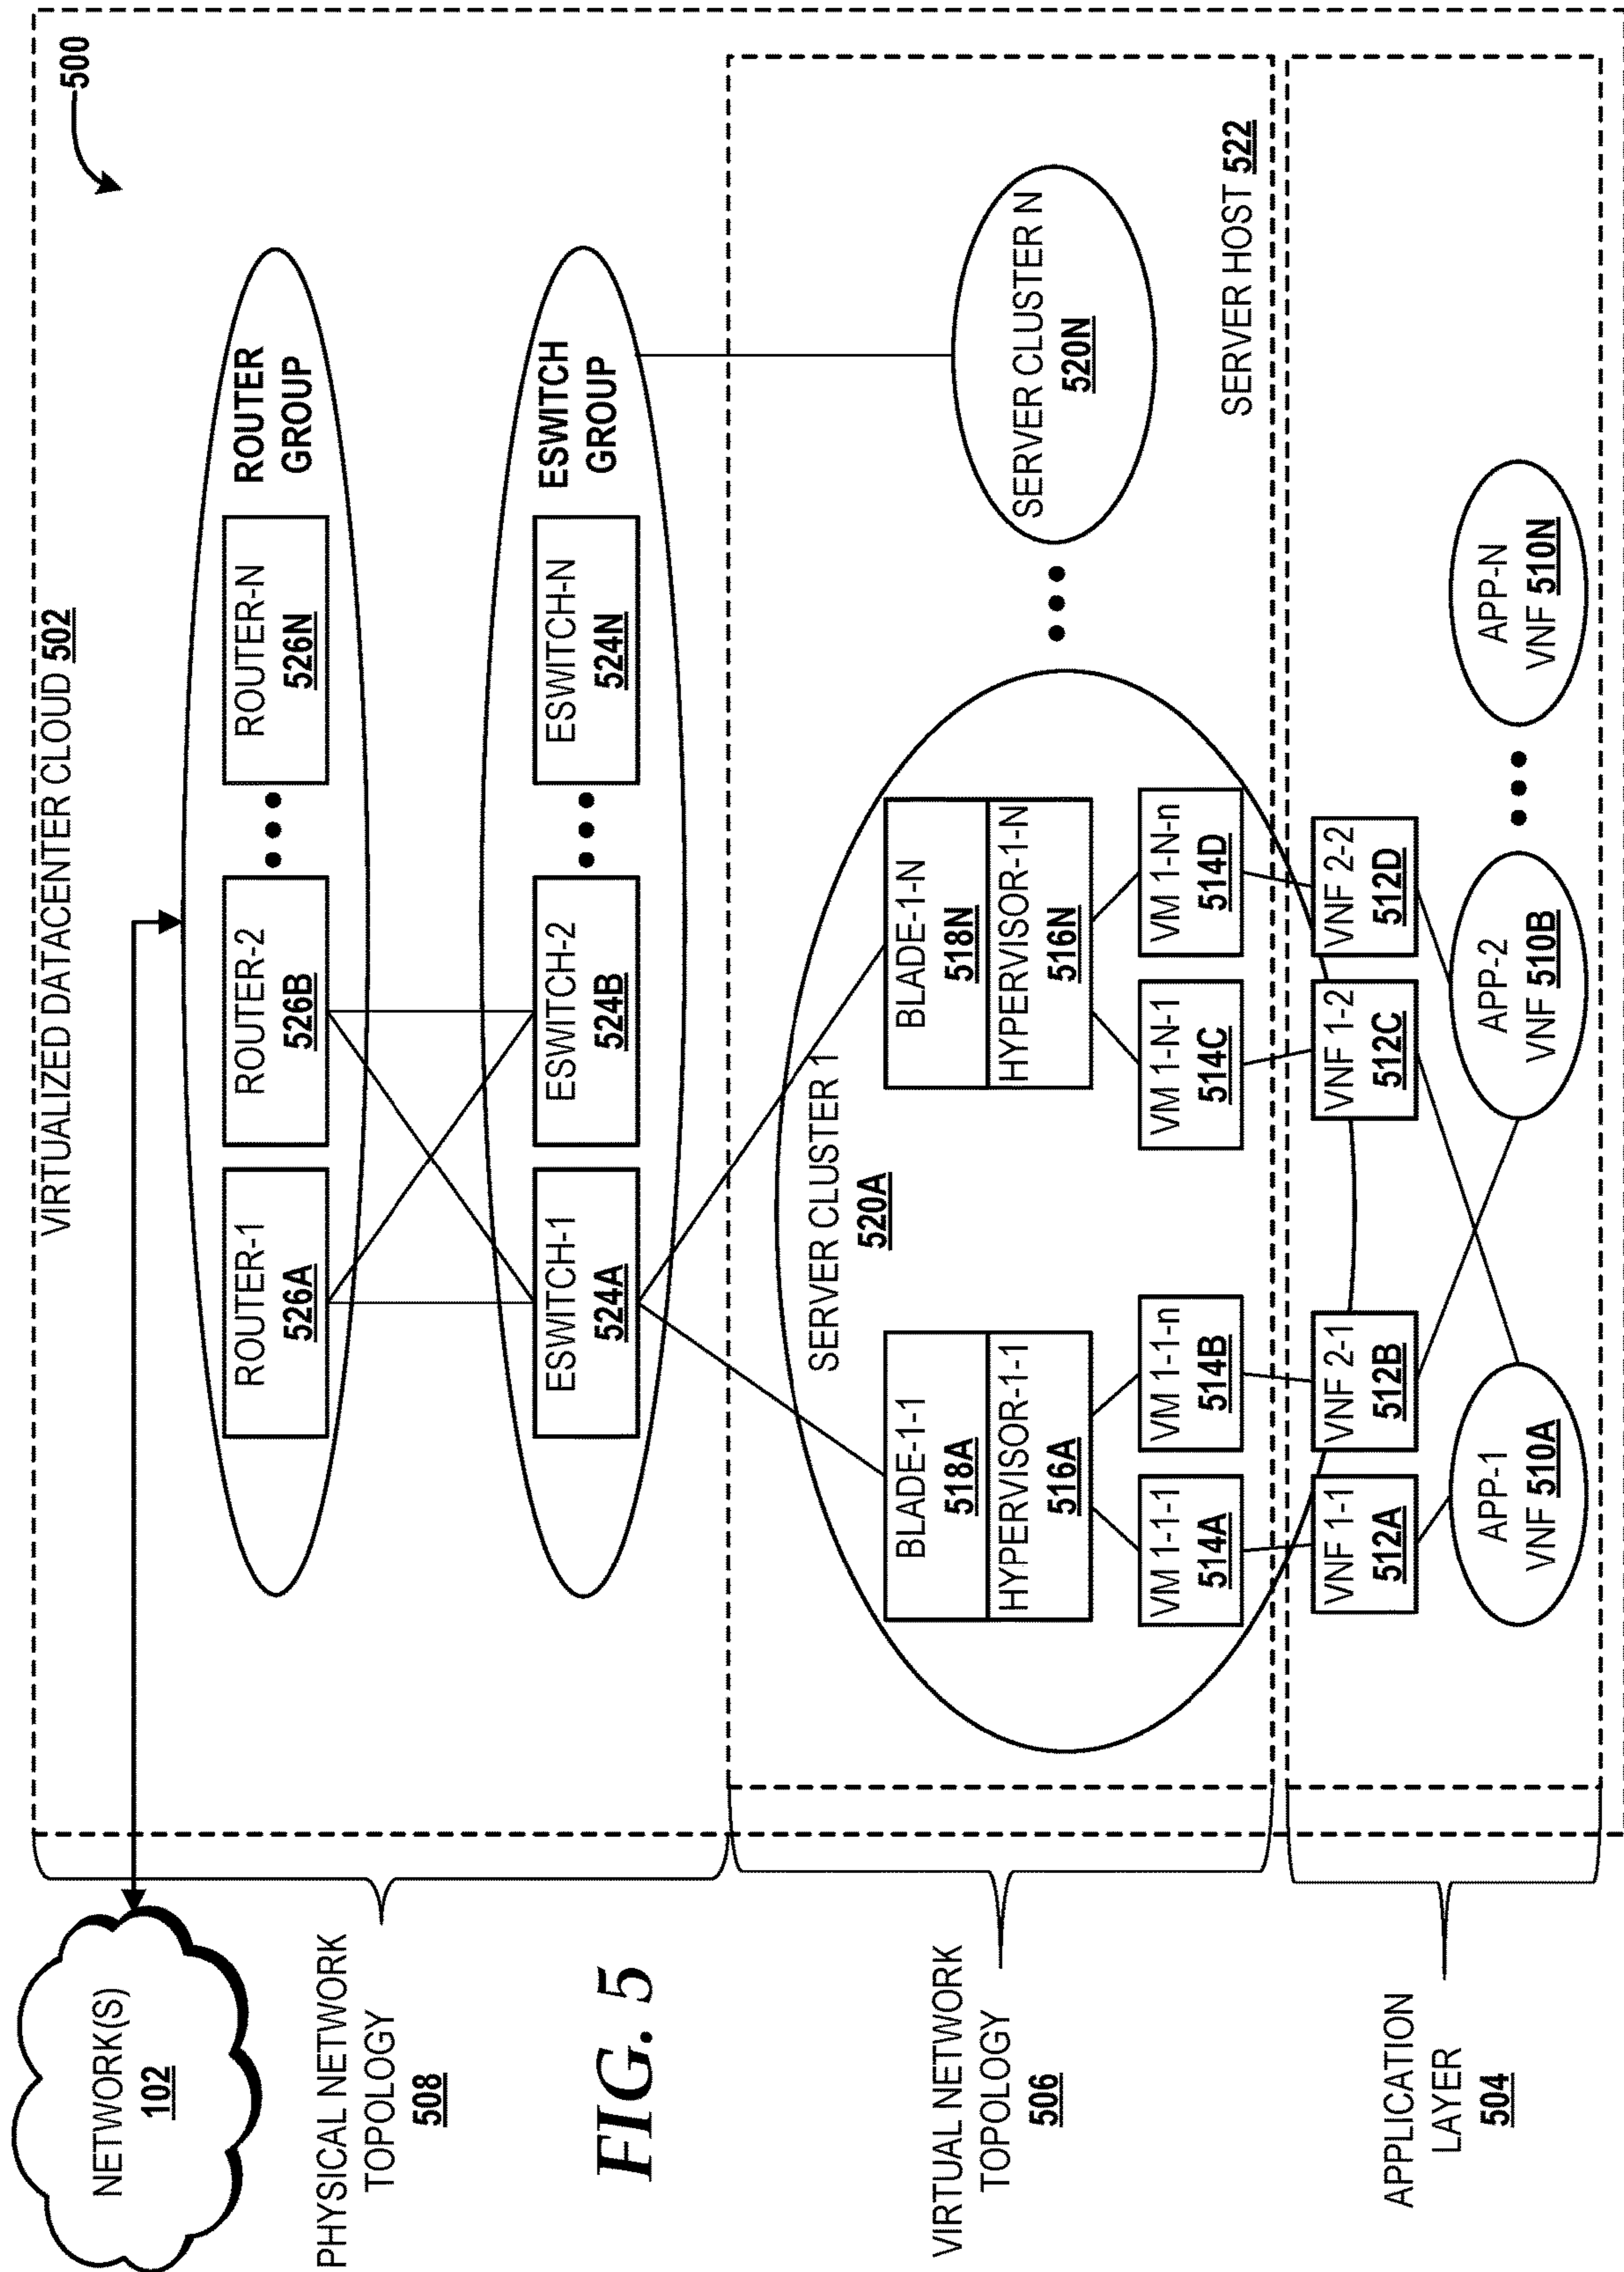 500
VIRTUALIZED DATACENTER CLOUD 502
NETWORK(S)
102
PHYSICAL NETWORK
TOPOLOGY
508
ROUTER-1
526A
ROUTER-2
526B
ROUTER-N
526N
ROUTER
GROUP
ESWITCH-1
524A
ESWITCH-2
524B
ESWITCH-N
524N
ESWITCH
GROUP
FIG. 5
VIRTUAL NETWORK
TOPOLOGY
506
SERVER CLUSTER 1
520A
BLADE-1-1
518A
HYPERVISOR-1-1
516A
BLADE-1-N
518N
HYPERVISOR-1-N
516N
VM 1-1-1
514A
VM 1-1-n
514B
VM 1-N-1
514C
VM 1-N-n
514D
SERVER CLUSTER N
520N
SERVER HOST 522
APPLICATION
LAYER
504
VNF 1-1
512A
VNF 2-1
512B
VNF 1-2
512C
VNF 2-2
512D
APP-1
VNF 510A
APP-2
VNF 510B
APP-N
VNF 510N